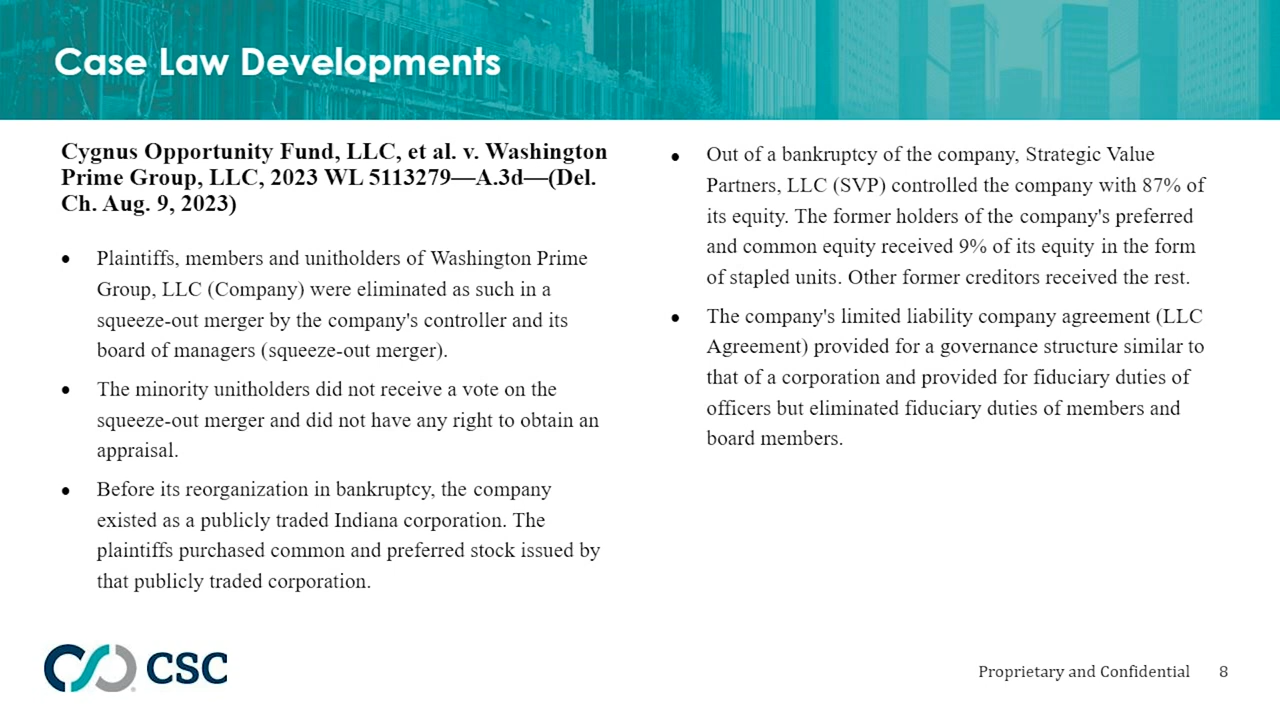 Case Law Developments
Cygnus Opportunity Fund, LLC, et al. v. Washington
Prime Group, LLC, 2023 WL 5113279—A.3d—(Del.
Ch. Aug. 9, 2023)
• Plaintiffs, members and unitholders of Washington Prime
Group, LLC (Company) were eliminated as such in a
squeeze-out merger by the company's controller and its
board of managers (squeeze-out merger).
• The minority unitholders did not receive a vote on the
squeeze-out merger and did not have any right to obtain an
appraisal.
• Before its reorganization in bankruptcy, the company
existed as a publicly traded Indiana corporation. The
plaintiffs purchased common and preferred stock issued by
that publicly traded corporation.
• Out of a bankruptcy of the company, Strategic Value
Partners, LLC (SVP) controlled the company with 87% of
its equity. The former holders of the company's preferred
and common equity received 9% of its equity in the form
of stapled units. Other former creditors received the rest.
• The company's limited liability company agreement (LLC
Agreement) provided for a governance structure similar to
that of a corporation and provided for fiduciary duties of
officers but eliminated fiduciary duties of members and
board members.
CSC
Proprietary and Confidential 8